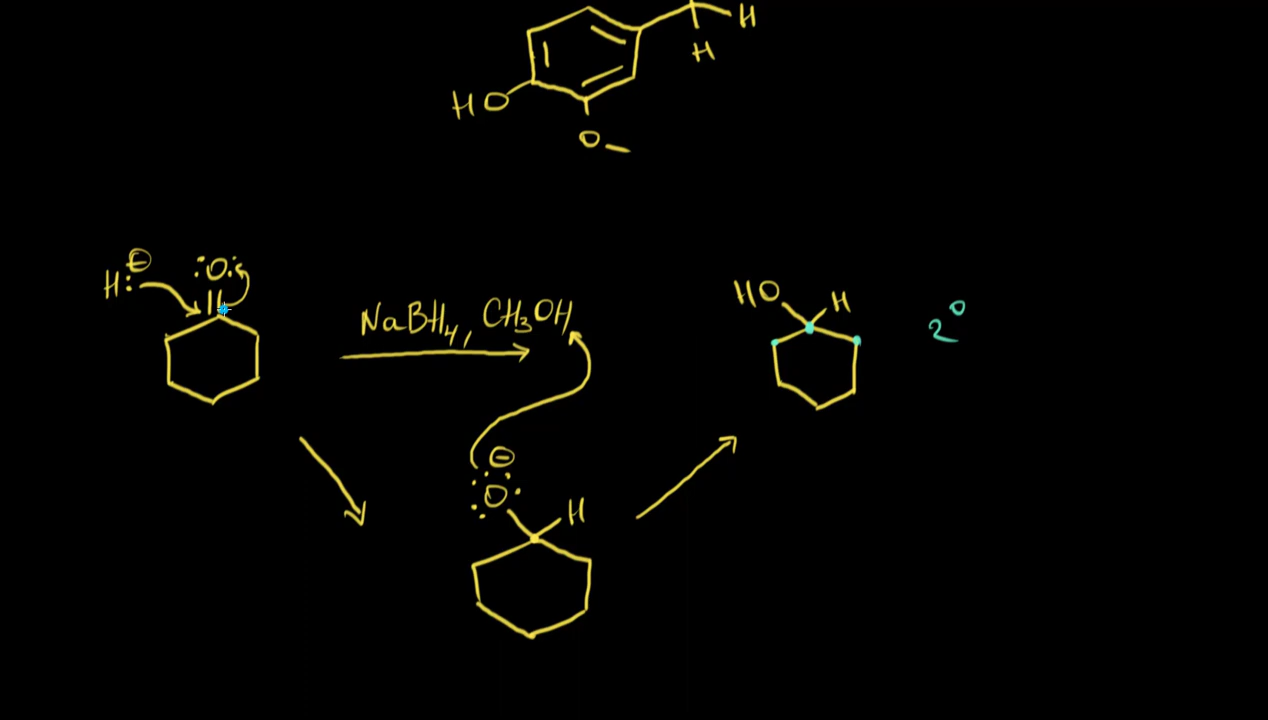 H
H
HO
O
H:⊖ :O:
NaBH₄, CH₃OH
HO H 2°
⊖
:O: H